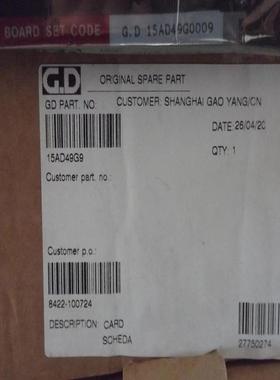 BOARD SET CODE G.D 15AD49G0009
G.D ORIGINAL SPARE PART
GD PART. NO: CUSTOMER: SHANGHAI GAO YANG/CN
DATE: 26/04/20
15AD49G9 QTY: 1
Customer part. no.:
Customer p.o.:
8422-100724
DESCRIPTION: CARD
SCHEDA 27750274